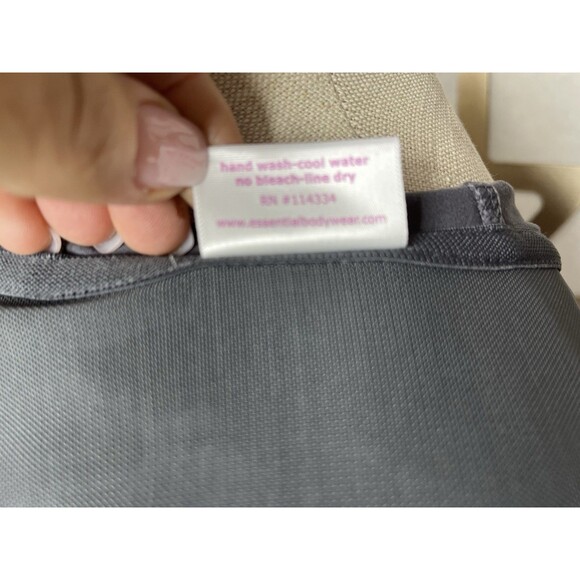 hand wash-cool water
no bleach-line dry
RN #114334
www.essentialbodywear.com